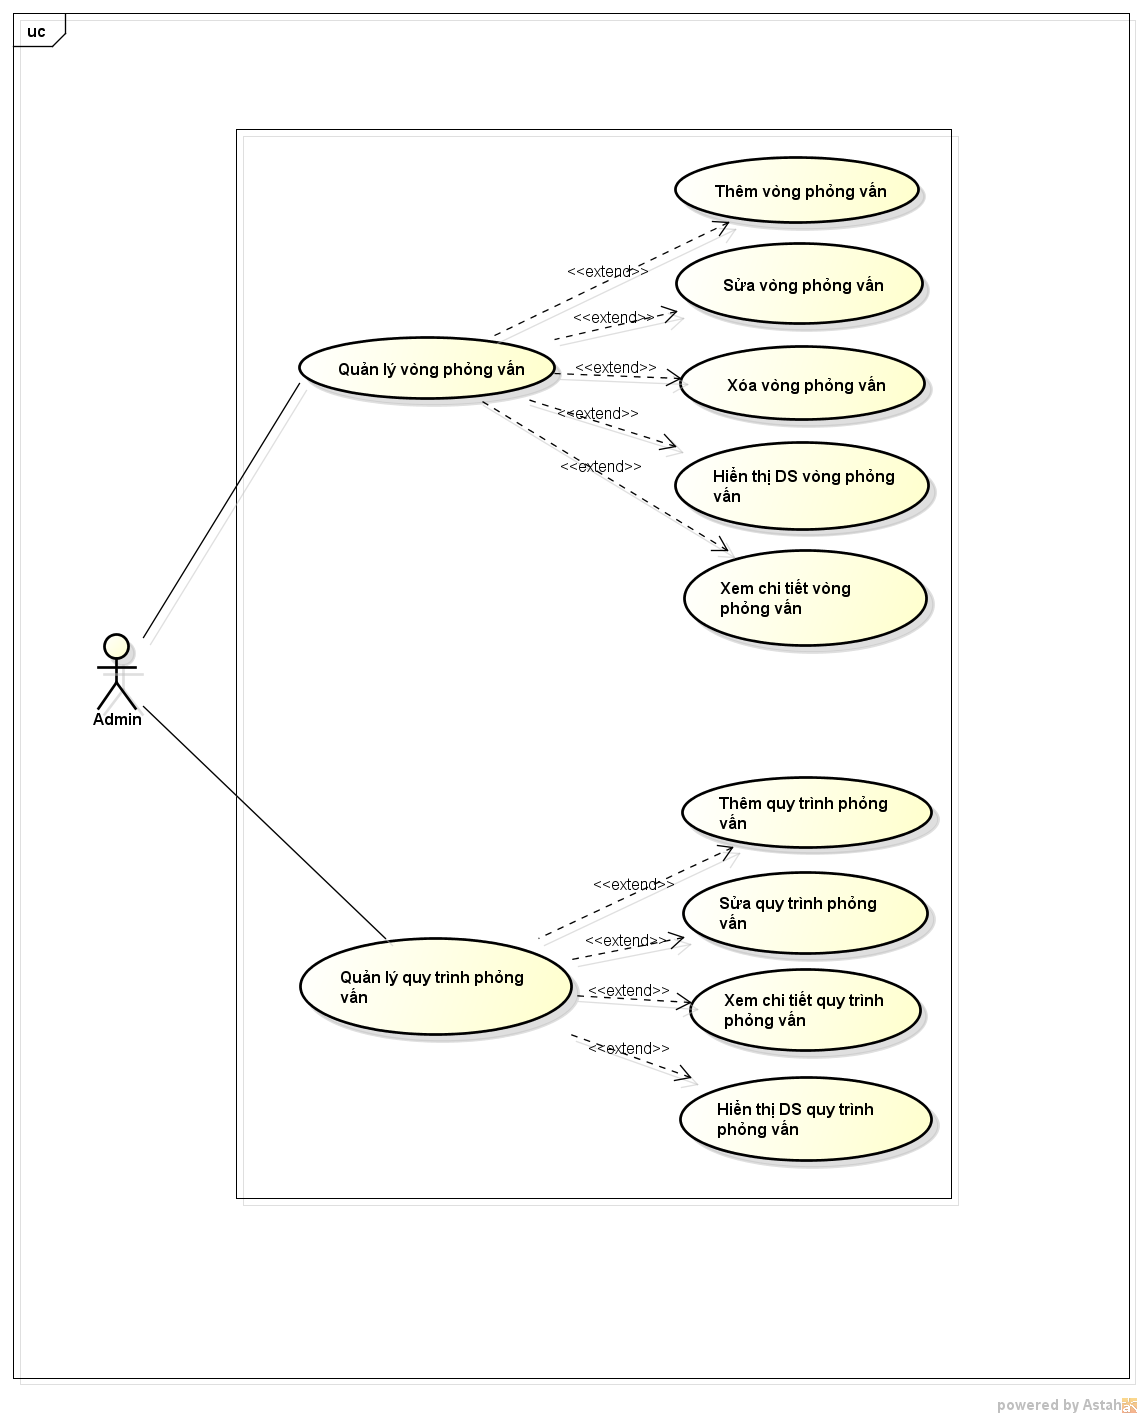 uc
Thêm vòng phỏng vấn
<<extend>>
Sửa vòng phỏng vấn
<<extend>>
Quản lý vòng phỏng vấn
<<extend>>
Xóa vòng phỏng vấn
<<extend>>
Hiển thị DS vòng phỏng
vấn
<<extend>>
Xem chi tiết vòng
phỏng vấn
Admin
Thêm quy trình phỏng
vấn
<<extend>>
Sửa quy trình phỏng
vấn
<<extend>>
Quản lý quy trình phỏng
vấn
<<extend>>
Xem chi tiết quy trình
phỏng vấn
<<extend>>
Hiển thị DS quy trình
phỏng vấn
powered by Astah